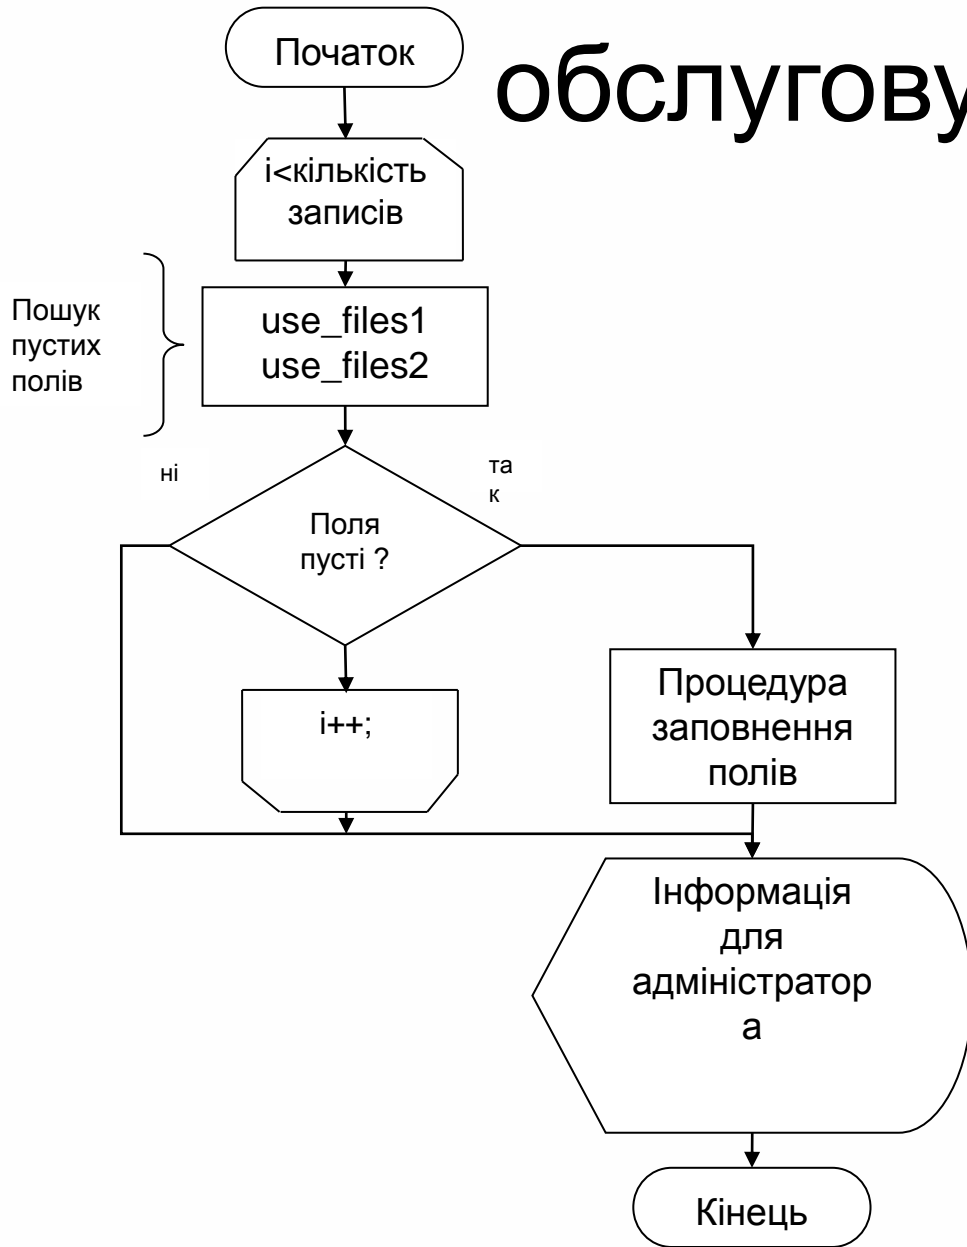 Початок
обслугову
i<кількість
записів
Пошук
пустих
полів
use_files1
use_files2
ні
та
к
Поля
пусті ?
i++;
Процедура
заповнення
полів
Інформація
для
адміністратор
а
Кінець